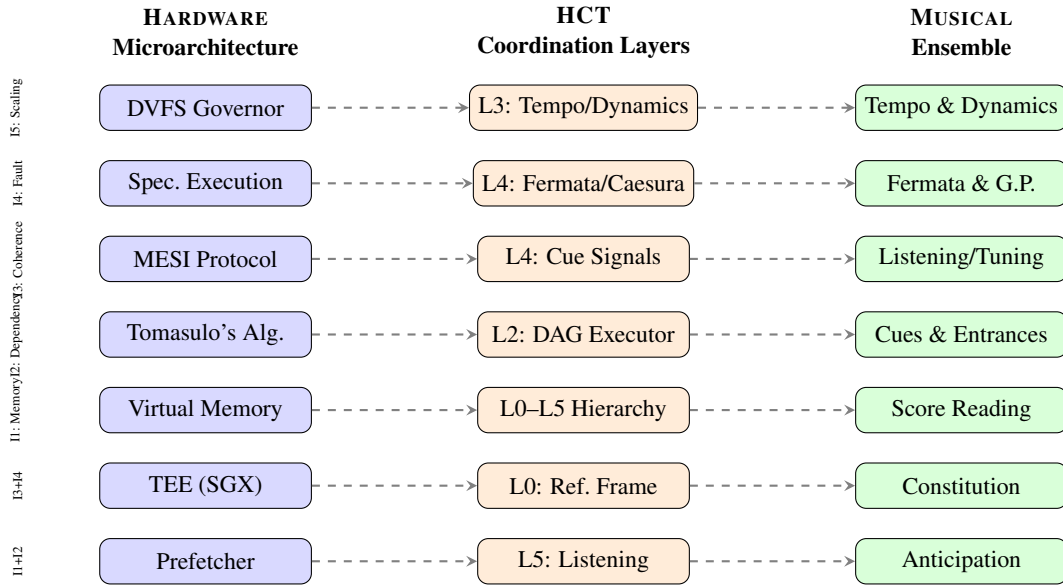 HARDWARE HCT MUSICAL
Microarchitecture Coordination Layers Ensemble
I5: Scaling DVFS Governor L3: Tempo/Dynamics Tempo & Dynamics
I4: Fault Spec. Execution L4: Fermata/Caesura Fermata & G.P.
I3: Coherence MESI Protocol L4: Cue Signals Listening/Tuning
I2: Dependency Tomasulo's Alg. L2: DAG Executor Cues & Entrances
I1: Memory Virtual Memory L0–L5 Hierarchy Score Reading
I3+I4 TEE (SGX) L0: Ref. Frame Constitution
I1+I2 Prefetcher L5: Listening Anticipation